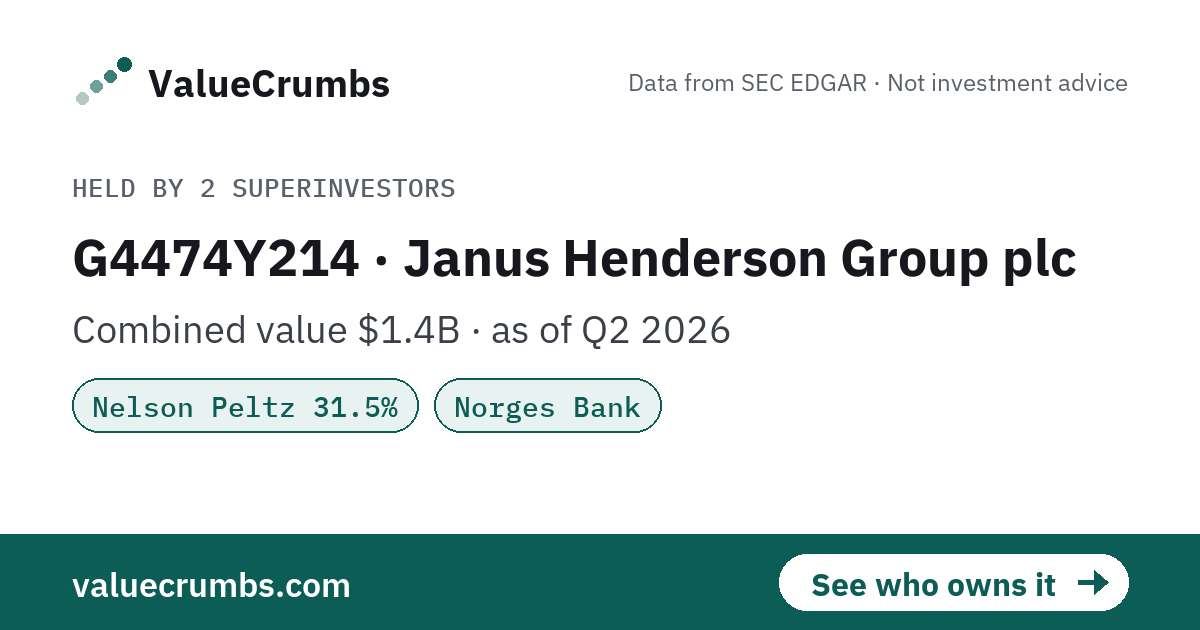 ValueCrumbs
Data from SEC EDGAR · Not investment advice
HELD BY 2 SUPERINVESTORS
G4474Y214 · Janus Henderson Group plc
Combined value $1.4B · as of Q2 2026
Nelson Peltz 31.5%
Norges Bank
valuecrumbs.com
See who owns it →